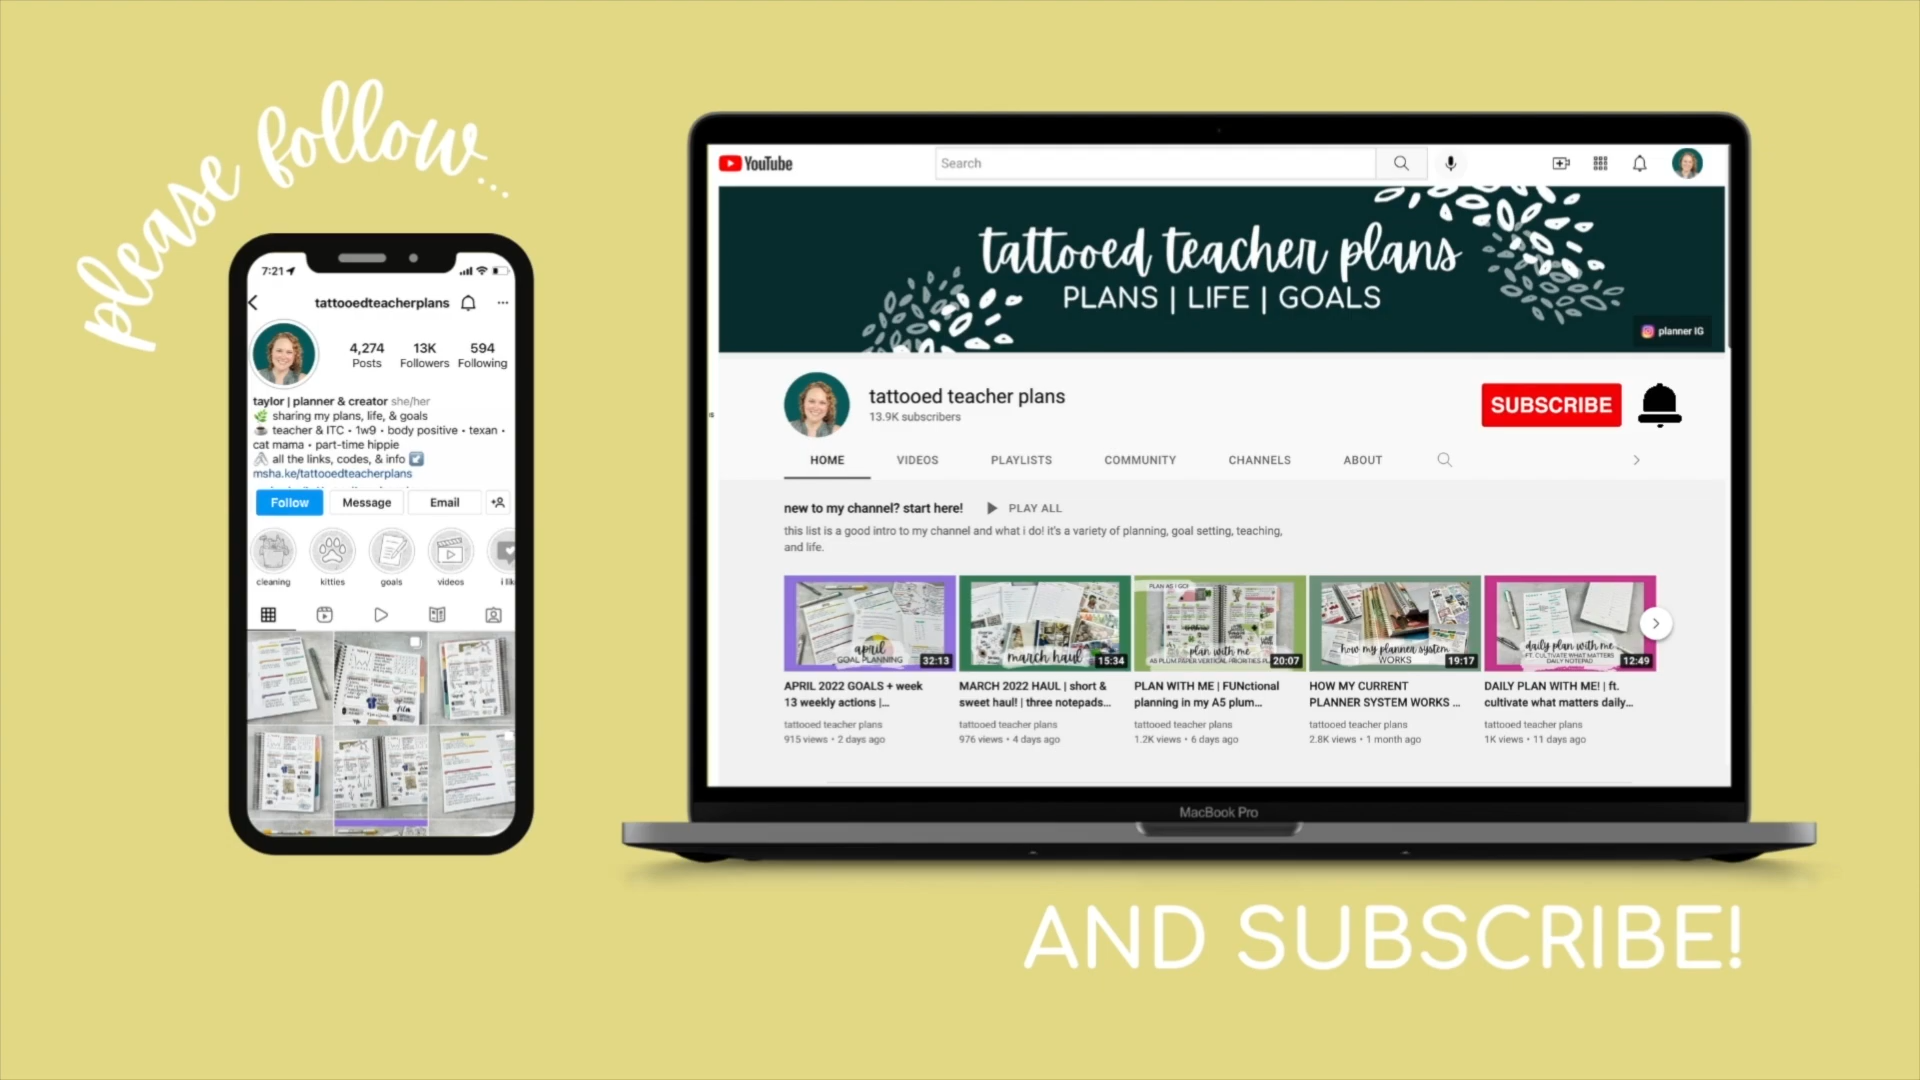 please follow...
7:21
tattooedteacherplans
4,274
Posts
13K
Followers
594
Following
taylor | planner & creator she/her
sharing my plans, life, & goals
teacher & ITC • 1w9 • body positive • texan •
cat mama • part-time hippie
all the links, codes, & info
msha.ke/tattooedteacherplans
Follow
Message
Email
cleaning
kitties
goals
videos
YouTube
Search
tattooed teacher plans
PLANS | LIFE | GOALS
planner IG
tattooed teacher plans
13.9K subscribers
SUBSCRIBE
HOME
VIDEOS
PLAYLISTS
COMMUNITY
CHANNELS
ABOUT
new to my channel? start here!
PLAY ALL
this list is a good intro to my channel and what i do! it's a variety of planning, goal setting, teaching,
and life.
april
GOAL PLANNING
32:13
APRIL 2022 GOALS + week
13 weekly actions |...
tattooed teacher plans
915 views • 2 days ago
march haul
15:34
MARCH 2022 HAUL | short &
sweet haul! | three notepads...
tattooed teacher plans
976 views • 4 days ago
PLAN AS I GO!
plan with me
20:07
PLAN WITH ME | FUNctional
planning in my A5 plum...
tattooed teacher plans
1.2K views • 6 days ago
how my planner system
WORKS
19:17
HOW MY CURRENT
PLANNER SYSTEM WORKS ...
tattooed teacher plans
2.8K views • 1 month ago
daily plan with me
FT. CULTIVATE WHAT MATTERS
DAILY NOTEPAD
12:49
DAILY PLAN WITH ME! | ft.
cultivate what matters daily...
tattooed teacher plans
1K views • 11 days ago
MacBook Pro
AND SUBSCRIBE!